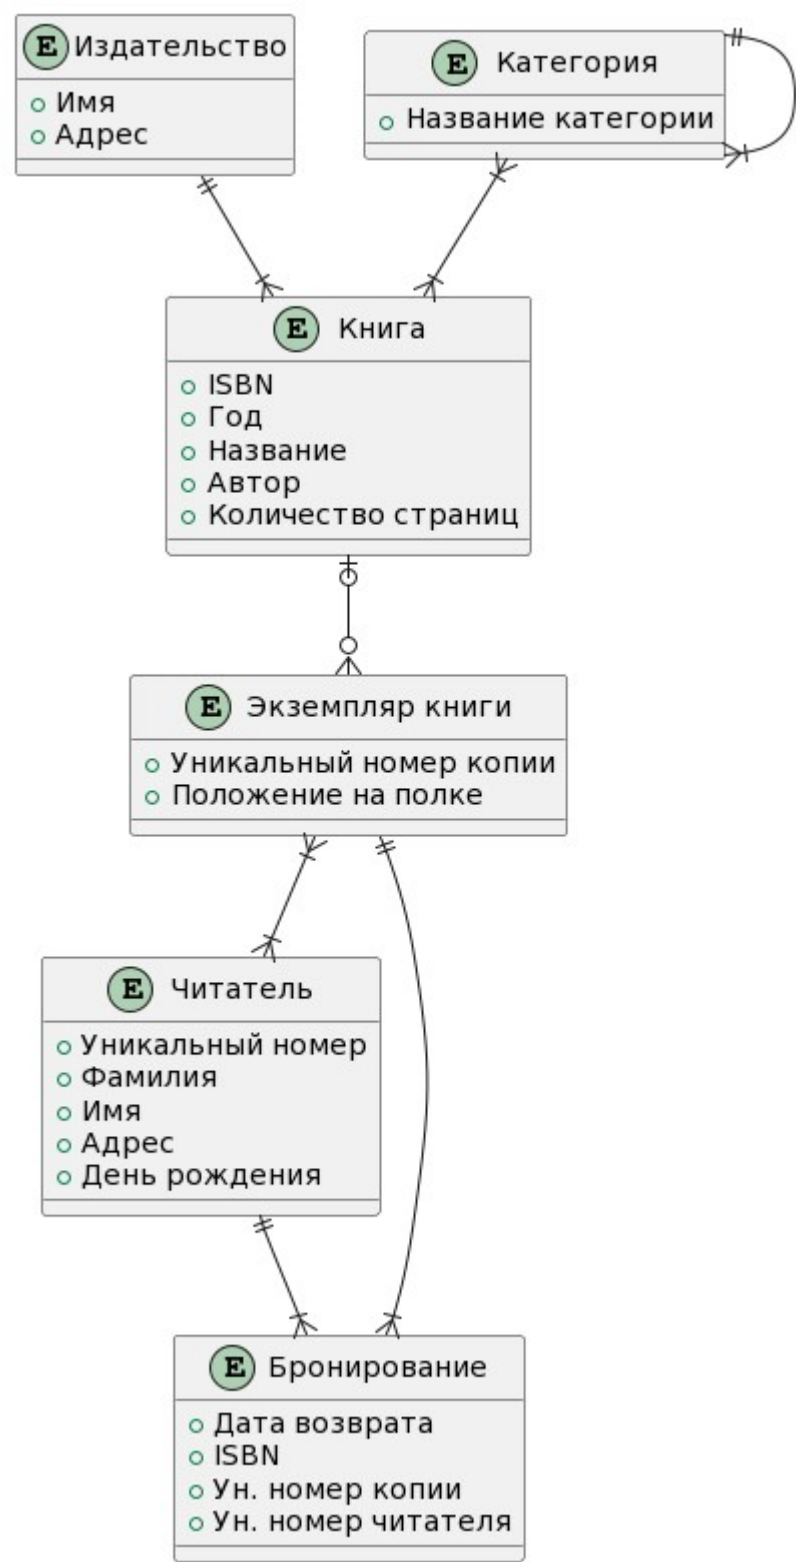 E Издательство
Имя
Адрес
E Категория
Название категории
E Книга
ISBN
Год
Название
Автор
Количество страниц
E Экземпляр книги
Уникальный номер копии
Положение на полке
E Читатель
Уникальный номер
Фамилия
Имя
Адрес
День рождения
E Бронирование
Дата возврата
ISBN
Ун. номер копии
Ун. номер читателя